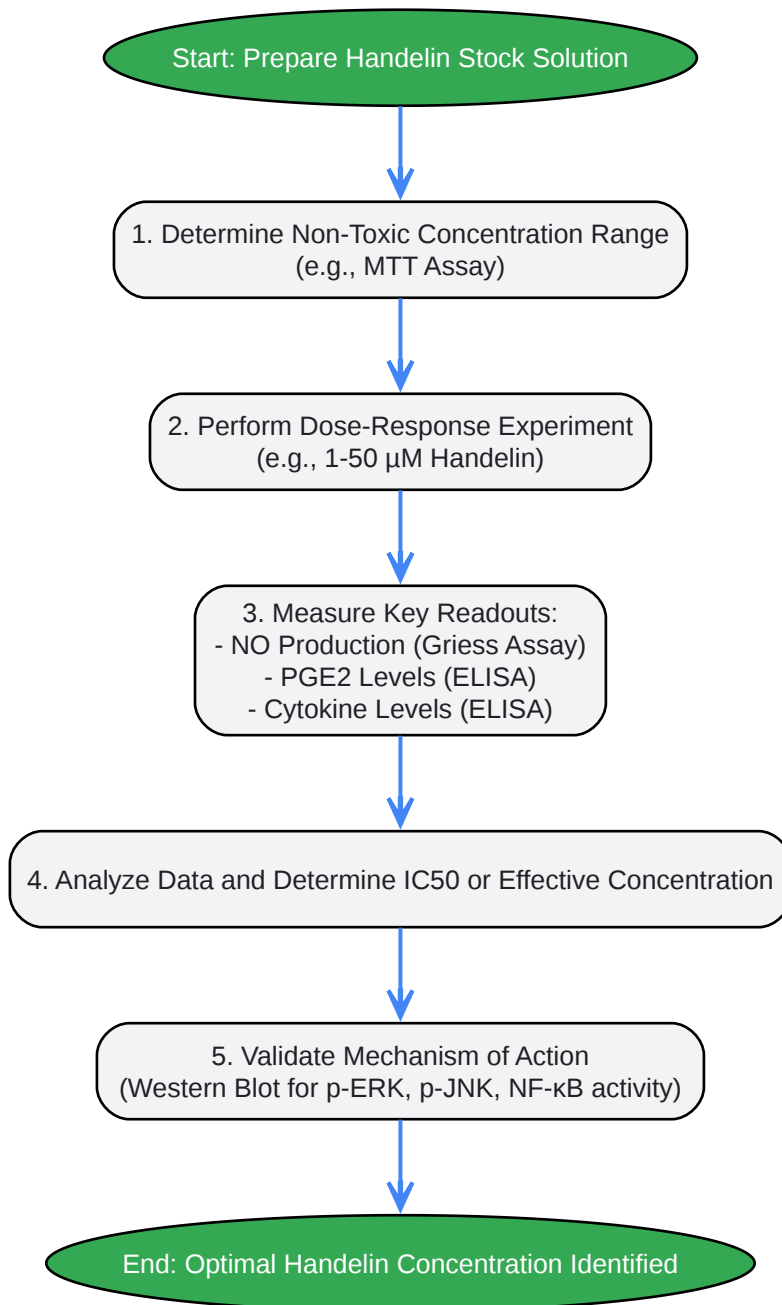 Start: Prepare Handelin Stock Solution
1. Determine Non-Toxic Concentration Range
(e.g., MTT Assay)
2. Perform Dose-Response Experiment
(e.g., 1-50 µM Handelin)
3. Measure Key Readouts:
- NO Production (Griess Assay)
- PGE2 Levels (ELISA)
- Cytokine Levels (ELISA)
4. Analyze Data and Determine IC50 or Effective Concentration
5. Validate Mechanism of Action
(Western Blot for p-ERK, p-JNK, NF-κB activity)
End: Optimal Handelin Concentration Identified